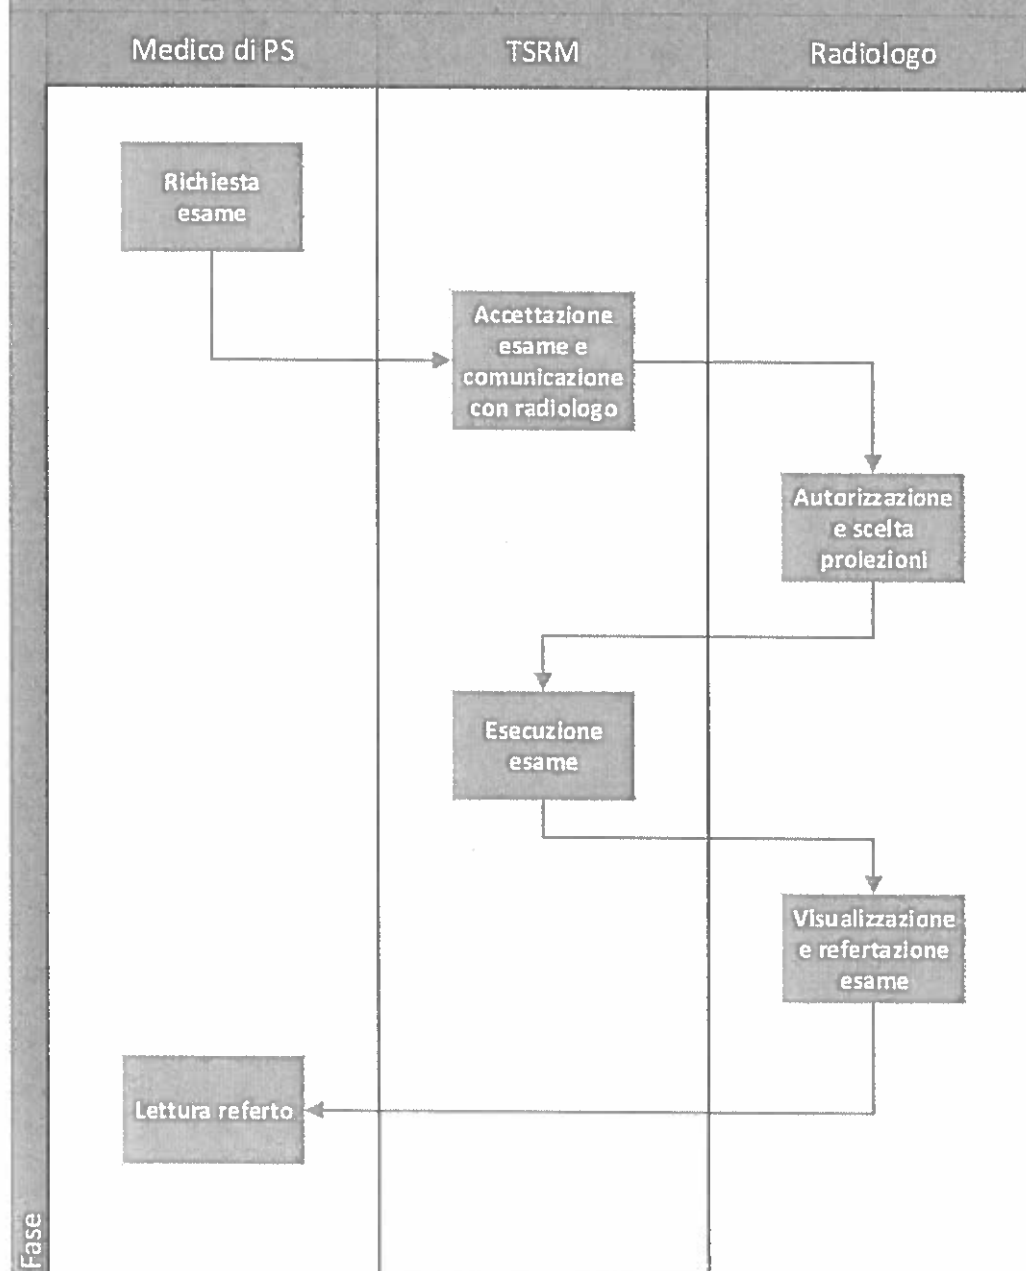 Medico di PS
TSRM
Radiologo
Richiesta
esame
Accettazione
esame e
comunicazione
con radiologo
Autorizzazione
e scelta
proiezioni
Esecuzione
esame
Visualizzazione
e refertazione
esame
Lettura referto
Fase